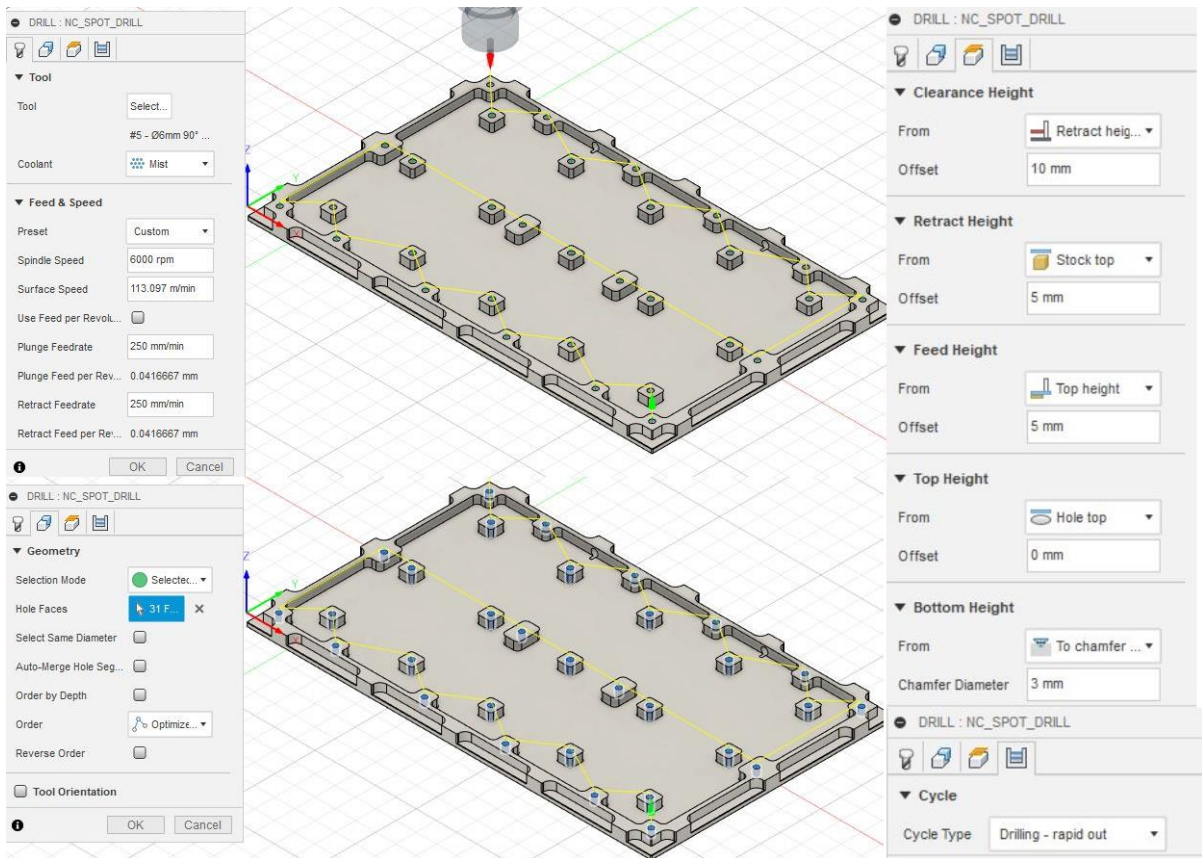 DRILL : NC_SPOT_DRILL
Tool
Tool Select...
#5 - Ø6mm 90° ...
Coolant Mist
Feed & Speed
Preset Custom
Spindle Speed 6000 rpm
Surface Speed 113.097 m/min
Use Feed per Revolu...
Plunge Feedrate 250 mm/min
Plunge Feed per Rev... 0.0416667 mm
Retract Feedrate 250 mm/min
Retract Feed per Re... 0.0416667 mm
OK Cancel
DRILL : NC_SPOT_DRILL
Geometry
Selection Mode Selectec...
Hole Faces 31 F...
Select Same Diameter
Auto-Merge Hole Seg...
Order by Depth
Order Optimize...
Reverse Order
Tool Orientation
OK Cancel
Z
Y
X
Z
Y
X
DRILL : NC_SPOT_DRILL
Clearance Height
From Retract heig...
Offset 10 mm
Retract Height
From Stock top
Offset 5 mm
Feed Height
From Top height
Offset 5 mm
Top Height
From Hole top
Offset 0 mm
Bottom Height
From To chamfer ...
Chamfer Diameter 3 mm
DRILL : NC_SPOT_DRILL
Cycle
Cycle Type Drilling - rapid out